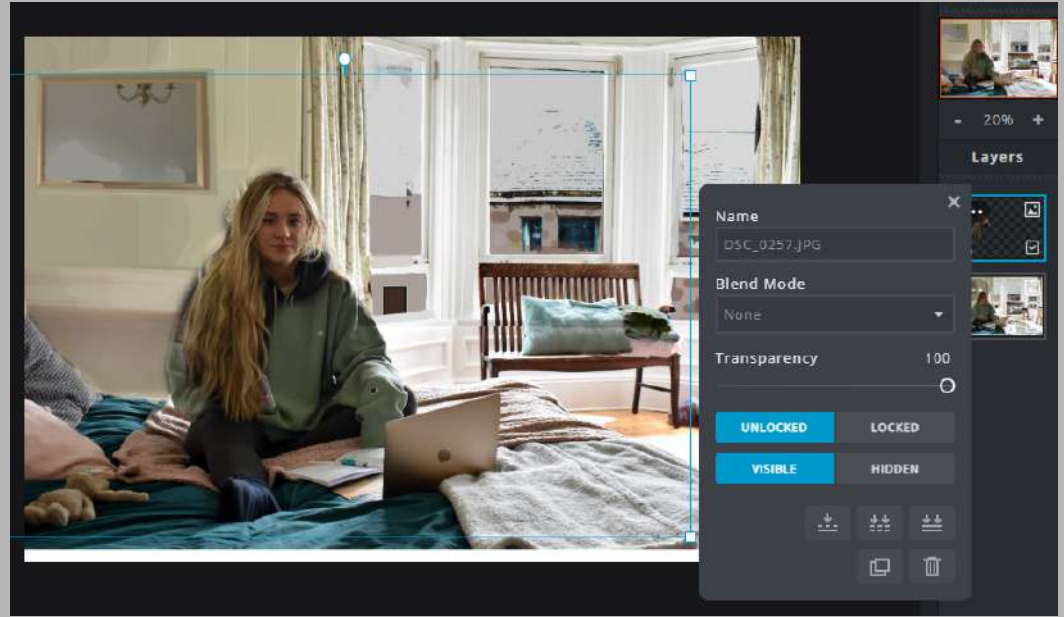 - 20% +
Layers
Name
DSC_0257.JPG
Blend Mode
None
Transparency 100
UNLOCKED LOCKED
VISIBLE HIDDEN